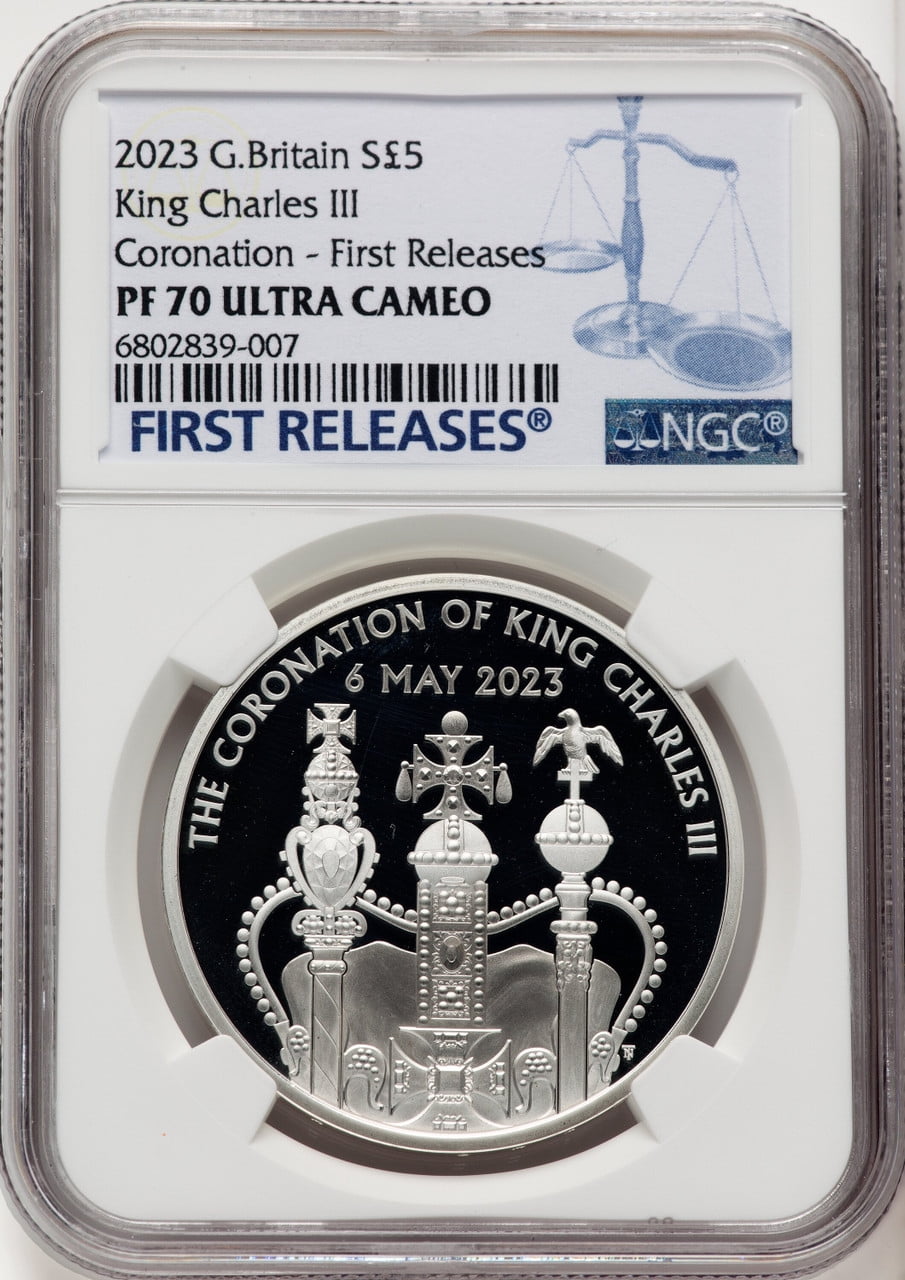 2023 G.Britain S£5
King Charles III
Coronation - First Releases
PF 70 ULTRA CAMEO
6802839-007
FIRST RELEASES®
NGC®
THE CORONATION OF KING CHARLES III
6 MAY 2023